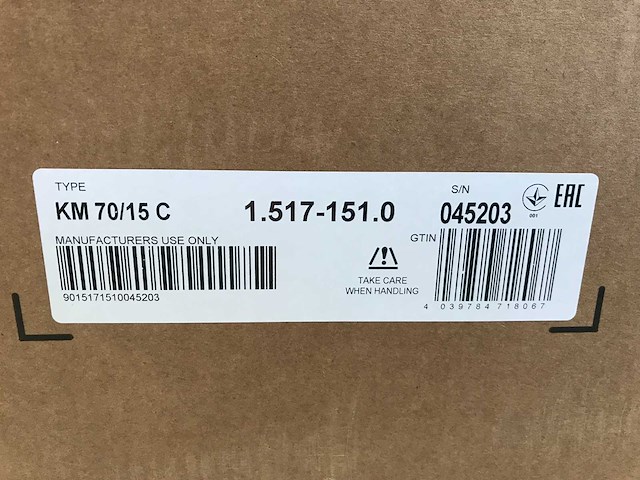 TYPE
KM 70/15 C
1.517-151.0
S/N
045203
001
EAC
MANUFACTURERS USE ONLY
9015171510045203
/!\
TAKE CARE
WHEN HANDLING
GTIN
4 039784 718067